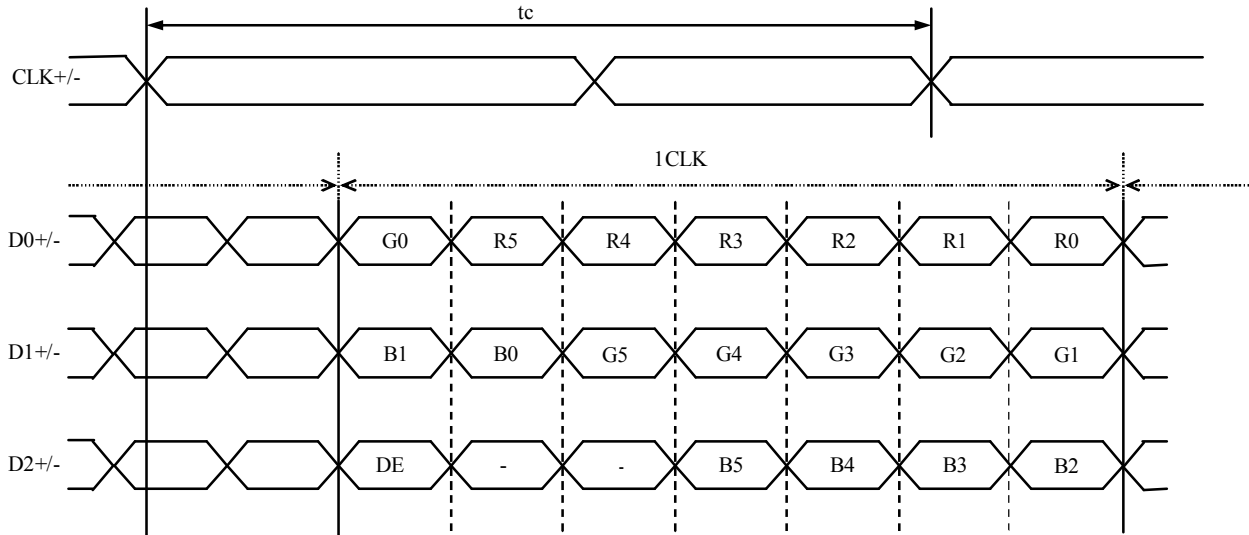 tc
CLK+/-
1CLK
D0+/- G0 R5 R4 R3 R2 R1 R0
D1+/- B1 B0 G5 G4 G3 G2 G1
D2+/- DE - - B5 B4 B3 B2